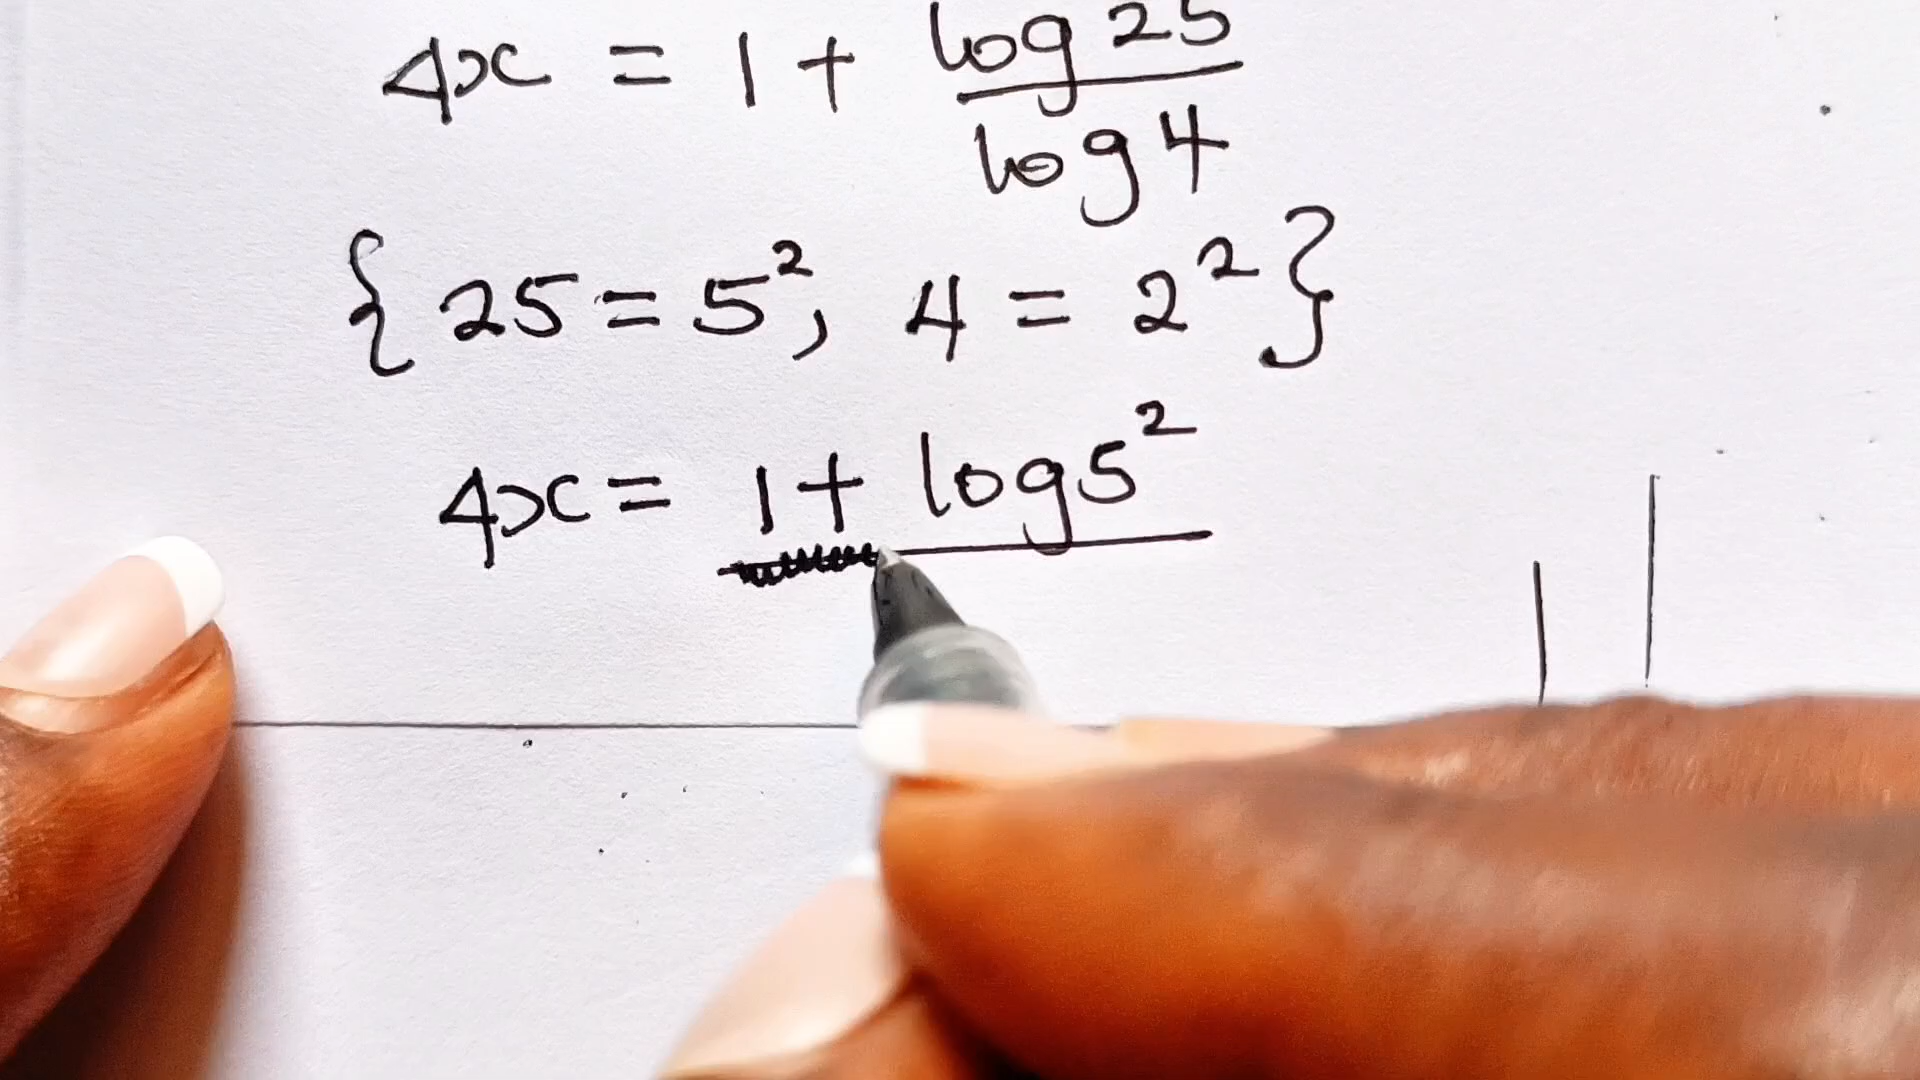 4x = 1 + log 25
log 4
{ 25 = 5², 4 = 2² }
4x = 1 + log 5²